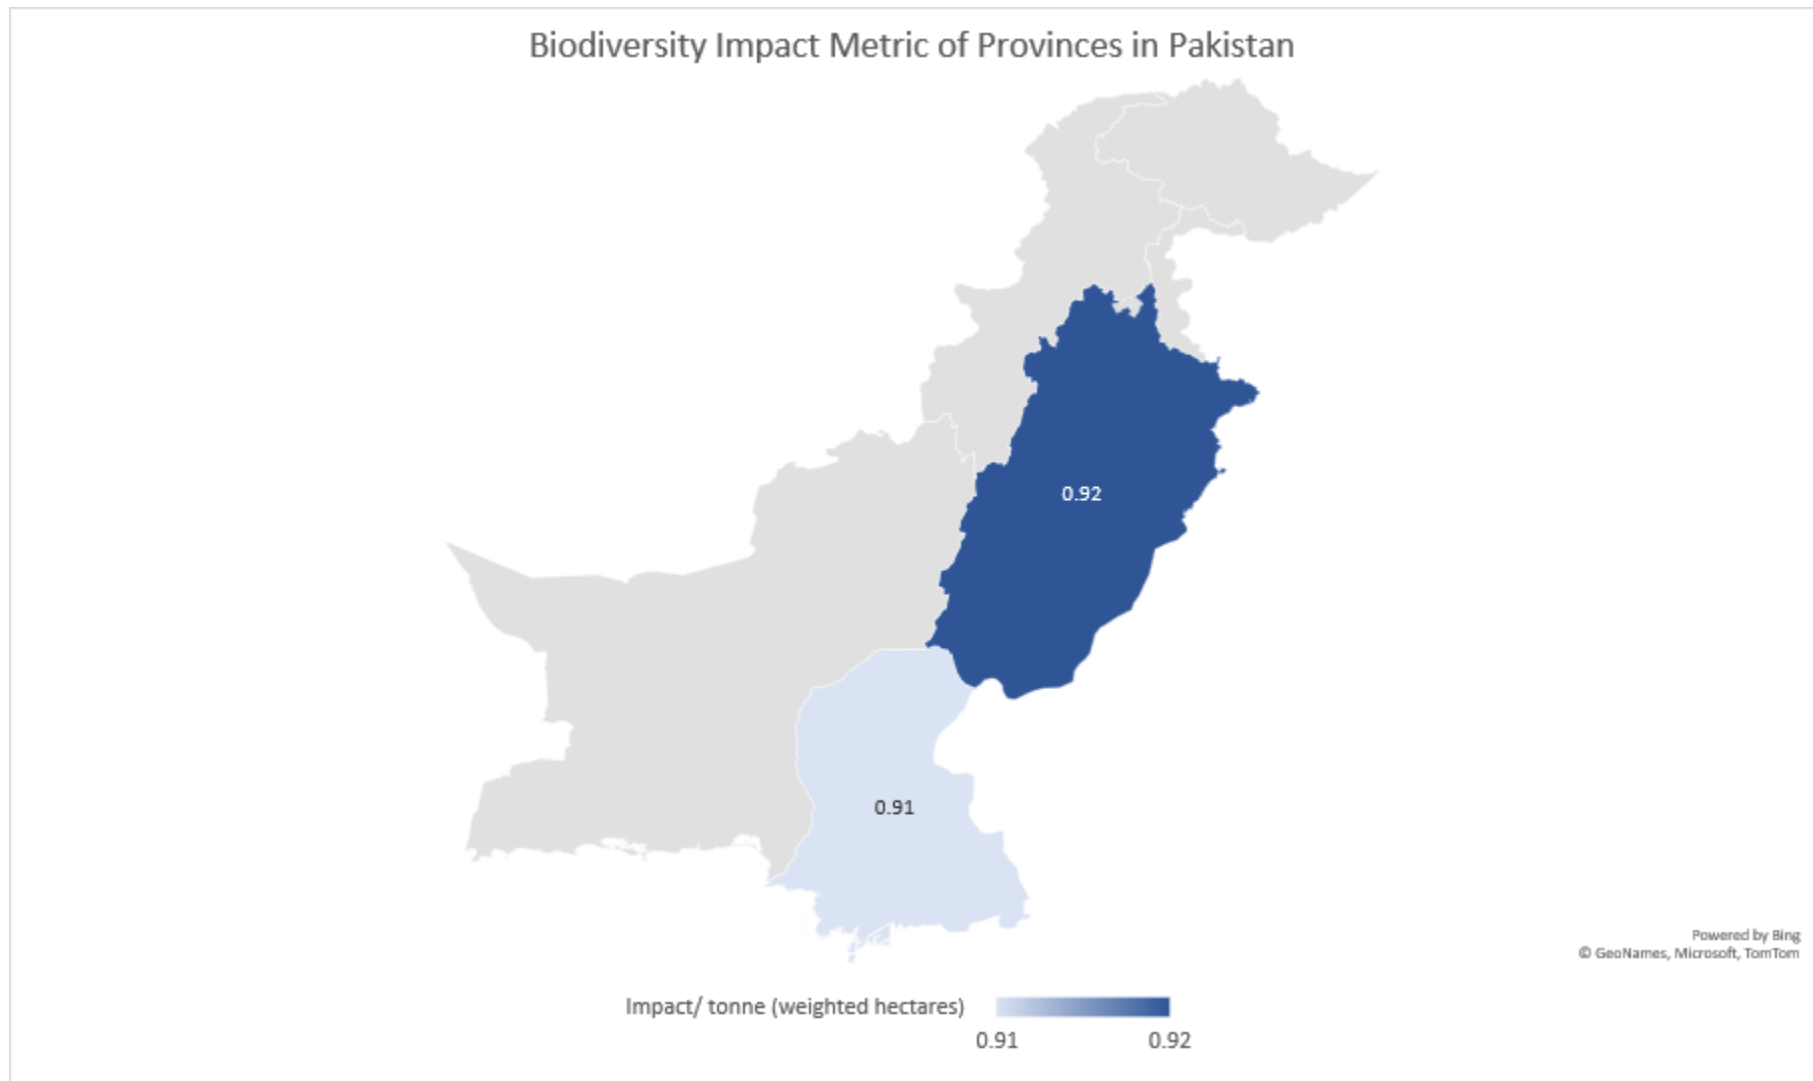 Biodiversity Impact Metric of Provinces in Pakistan
0.92
0.91
Powered by Bing
© GeoNames, Microsoft, TomTom
Impact/ tonne (weighted hectares)
0.91 0.92